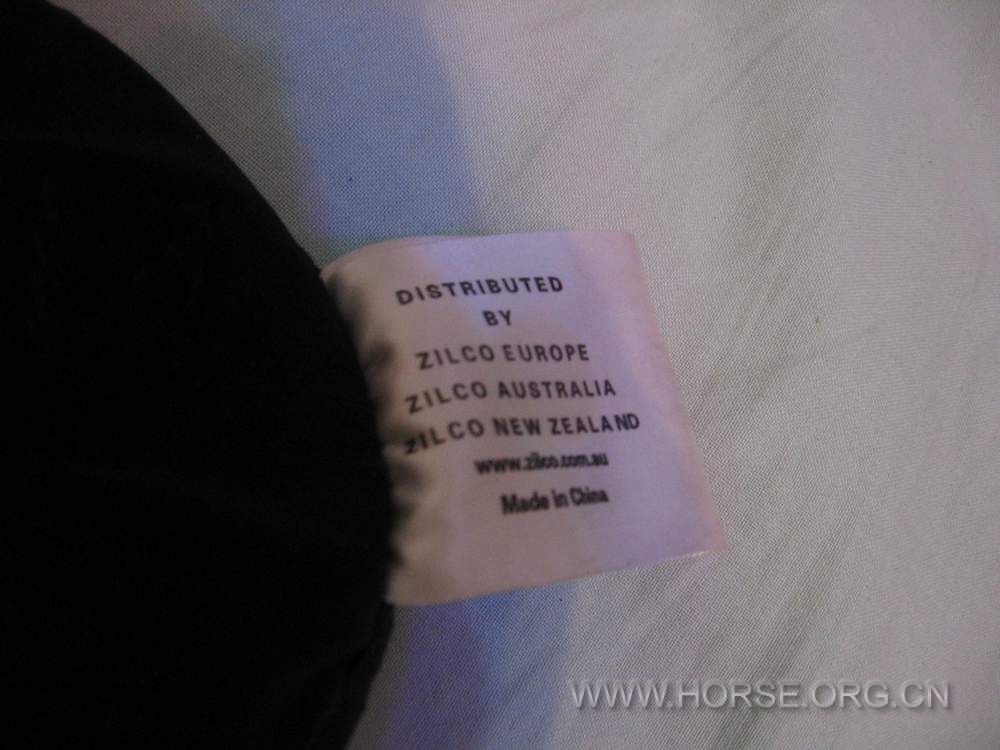 DISTRIBUTED
BY
ZILCO EUROPE
ZILCO AUSTRALIA
ZILCO NEW ZEALAND
www.zilco.com.au
Made in China
WWW.HORSE.ORG.CN